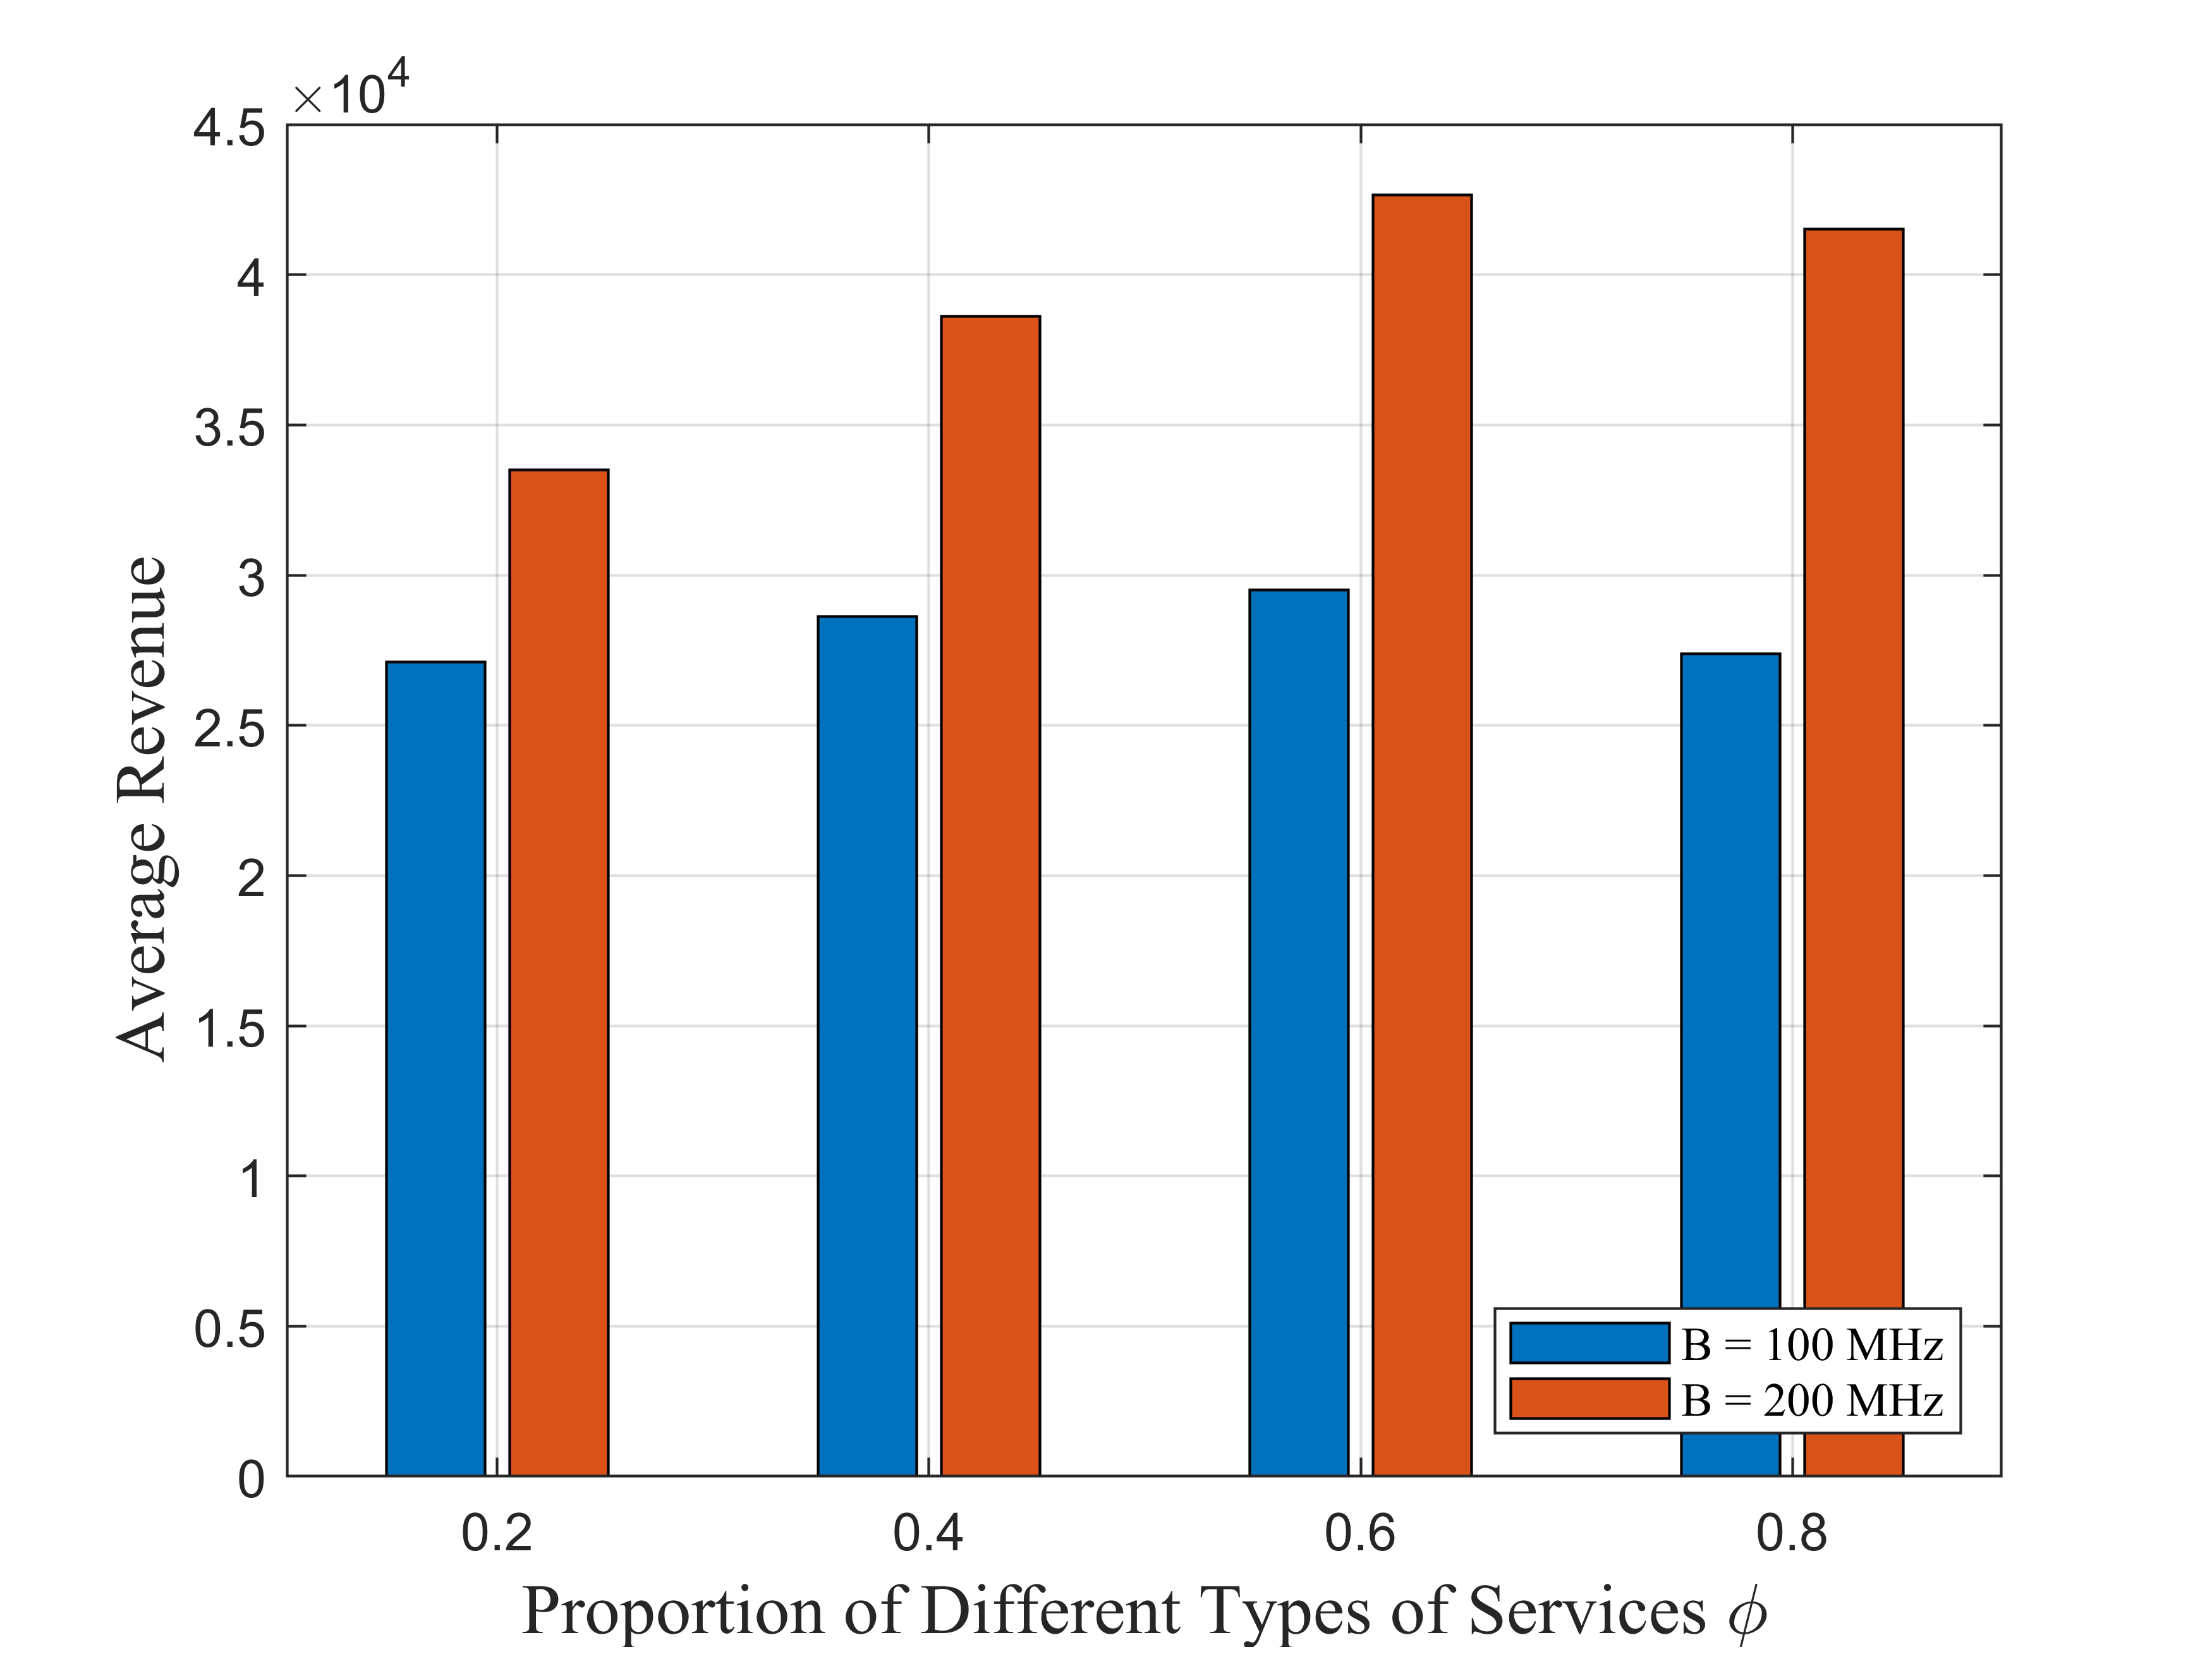 ×10⁴
4.5
4
3.5
3
2.5
2
1.5
1
0.5
0
Average Revenue
B = 100 MHz
B = 200 MHz
0.2 0.4 0.6 0.8
Proportion of Different Types of Services ϕ